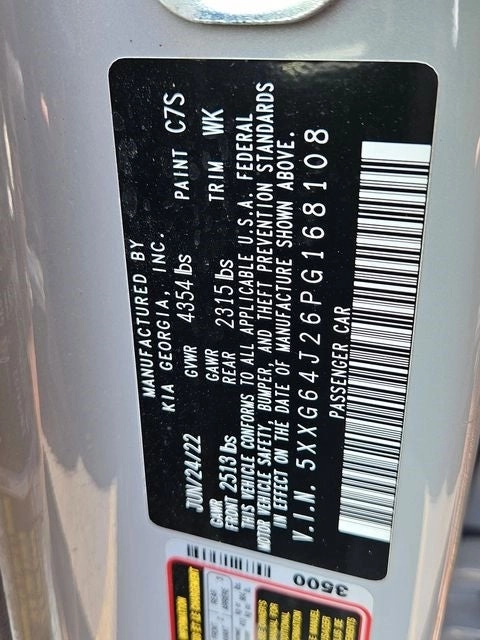 MANUFACTURED BY
KIA GEORGIA, INC.
JUN/24/22 GVWR 4354 lbs PAINT C7S
GAWR GAWR TRIM WK
FRONT 2513 lbs REAR 2315 lbs
THIS VEHICLE CONFORMS TO ALL APPLICABLE U.S.A. FEDERAL
MOTOR VEHICLE SAFETY, BUMPER, AND THEFT PREVENTION STANDARDS
IN EFFECT ON THE DATE OF MANUFACTURE SHOWN ABOVE.
V.I.N. 5XXG64J26PG168108
PASSENGER CAR
3500